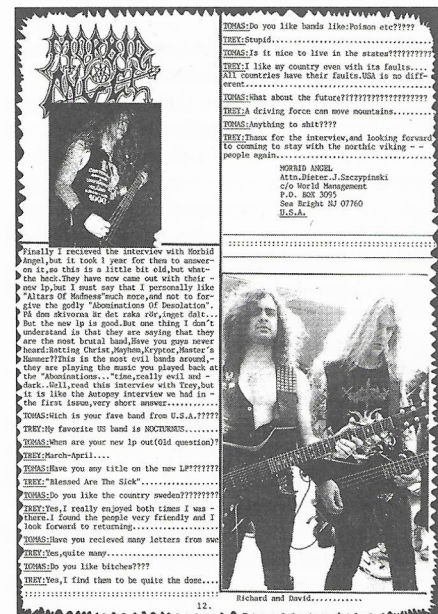 MORBID
ANGEL
Finally I recieved the interview with Morbid
Angel,but it took 1 year for them to answer-
on it,so this is a little bit old,but what-
the heck.They have now came out with their -
new lp,but I must say that I personally like
"Altars Of Madness"much more,and not to for-
give the godly "Abominations Of Desolation".
På dom skivorna är det raka rör,inget dalt...
But the new lp is good.But one thing I don't
understand is that they are saying that they
are the most brutal band,Have you guys never
heard:Rotting Christ,Mayhem,Kryptor,Master's
Hammer??This is the most evil bands around,-
they are playing the music you played back at
the "Abominations..."time,really evil and -
dark..Well,read this interview with Trey,but
it is like the Autopsy interview we had in -
the first issue,very short answer...........
TOMAS:Wich is your fave band from U.S.A.?????
TREY:My favorite US band is NOCTURNUS......
TOMAS:When are your new lp out(Old question)?
TREY:March-April....
TOMAS:Have you any title on the new LP???????
TREY:"Blessed Are The Sick"................
TOMAS:Do you like the country sweden?????????
TREY:Yes,I really enjoyed both times I was -
there.I found the people very friendly and I
look forward to returning..................
TOMAS:Have you recieved many letters from swe
TREY:Yes,quite many........................
TOMAS:Do you like bitches????
TREY:Yes,I find them to be quite the dose....
TOMAS:Do you like bands like:Poison etc?????
TREY:Stupid................................
TOMAS:Is it nice to live in the states??????????
TREY:I like my country even with its faults....
All countries have their faults.USA is no diff-
erent......................................
TOMAS:What about the future?????????????????????
TREY:A driving force can move mountains.....
TOMAS:Anything to shit????
TREY:Thanx for the interview,and looking forward
to comming to stay with the northic viking - -
people again...............
MORBID ANGEL
Attn.Dieter.J.Szczypinski
c/o World Management
P.O. BOX 3095
Sea Bright NJ 07760
U.S.A.
Richard and David...........
12.